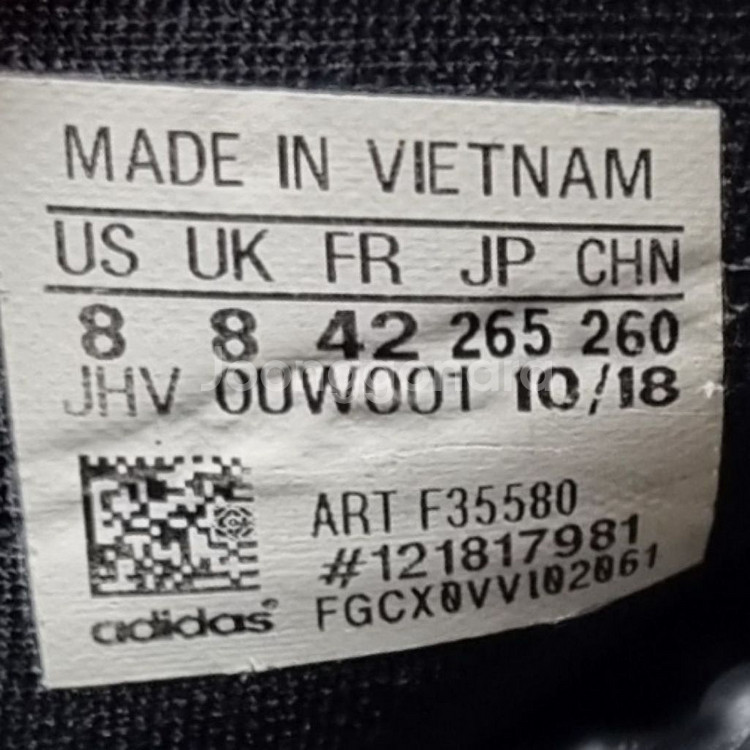 MADE IN VIETNAM
US UK FR JP CHN
8 8 42 265 260
JHV 0UW001 10/18
ART F35580
#121817981
FGCX0VVI02061
adidas